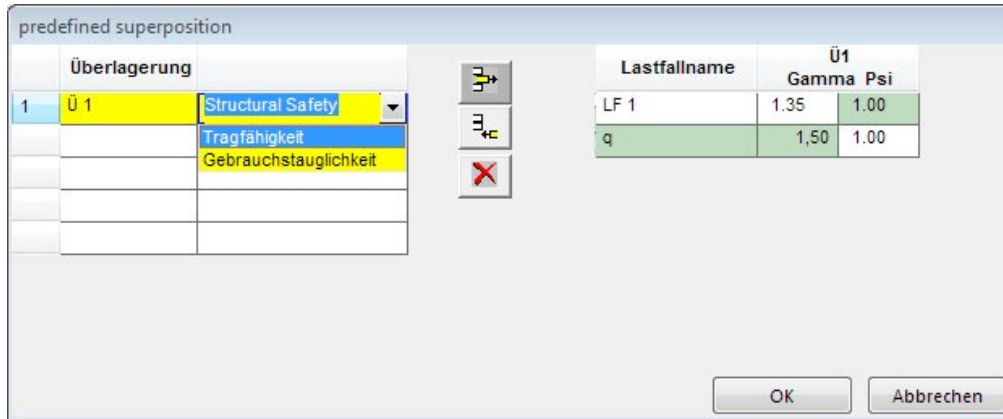 predefined superposition
Überlagerung
1 Ü 1 Structural Safety
Tragfähigkeit
Gebrauchstauglichkeit
Lastfallname Ü1
Gamma Psi
LF 1 1.35 1.00
q 1,50 1.00
OK Abbrechen